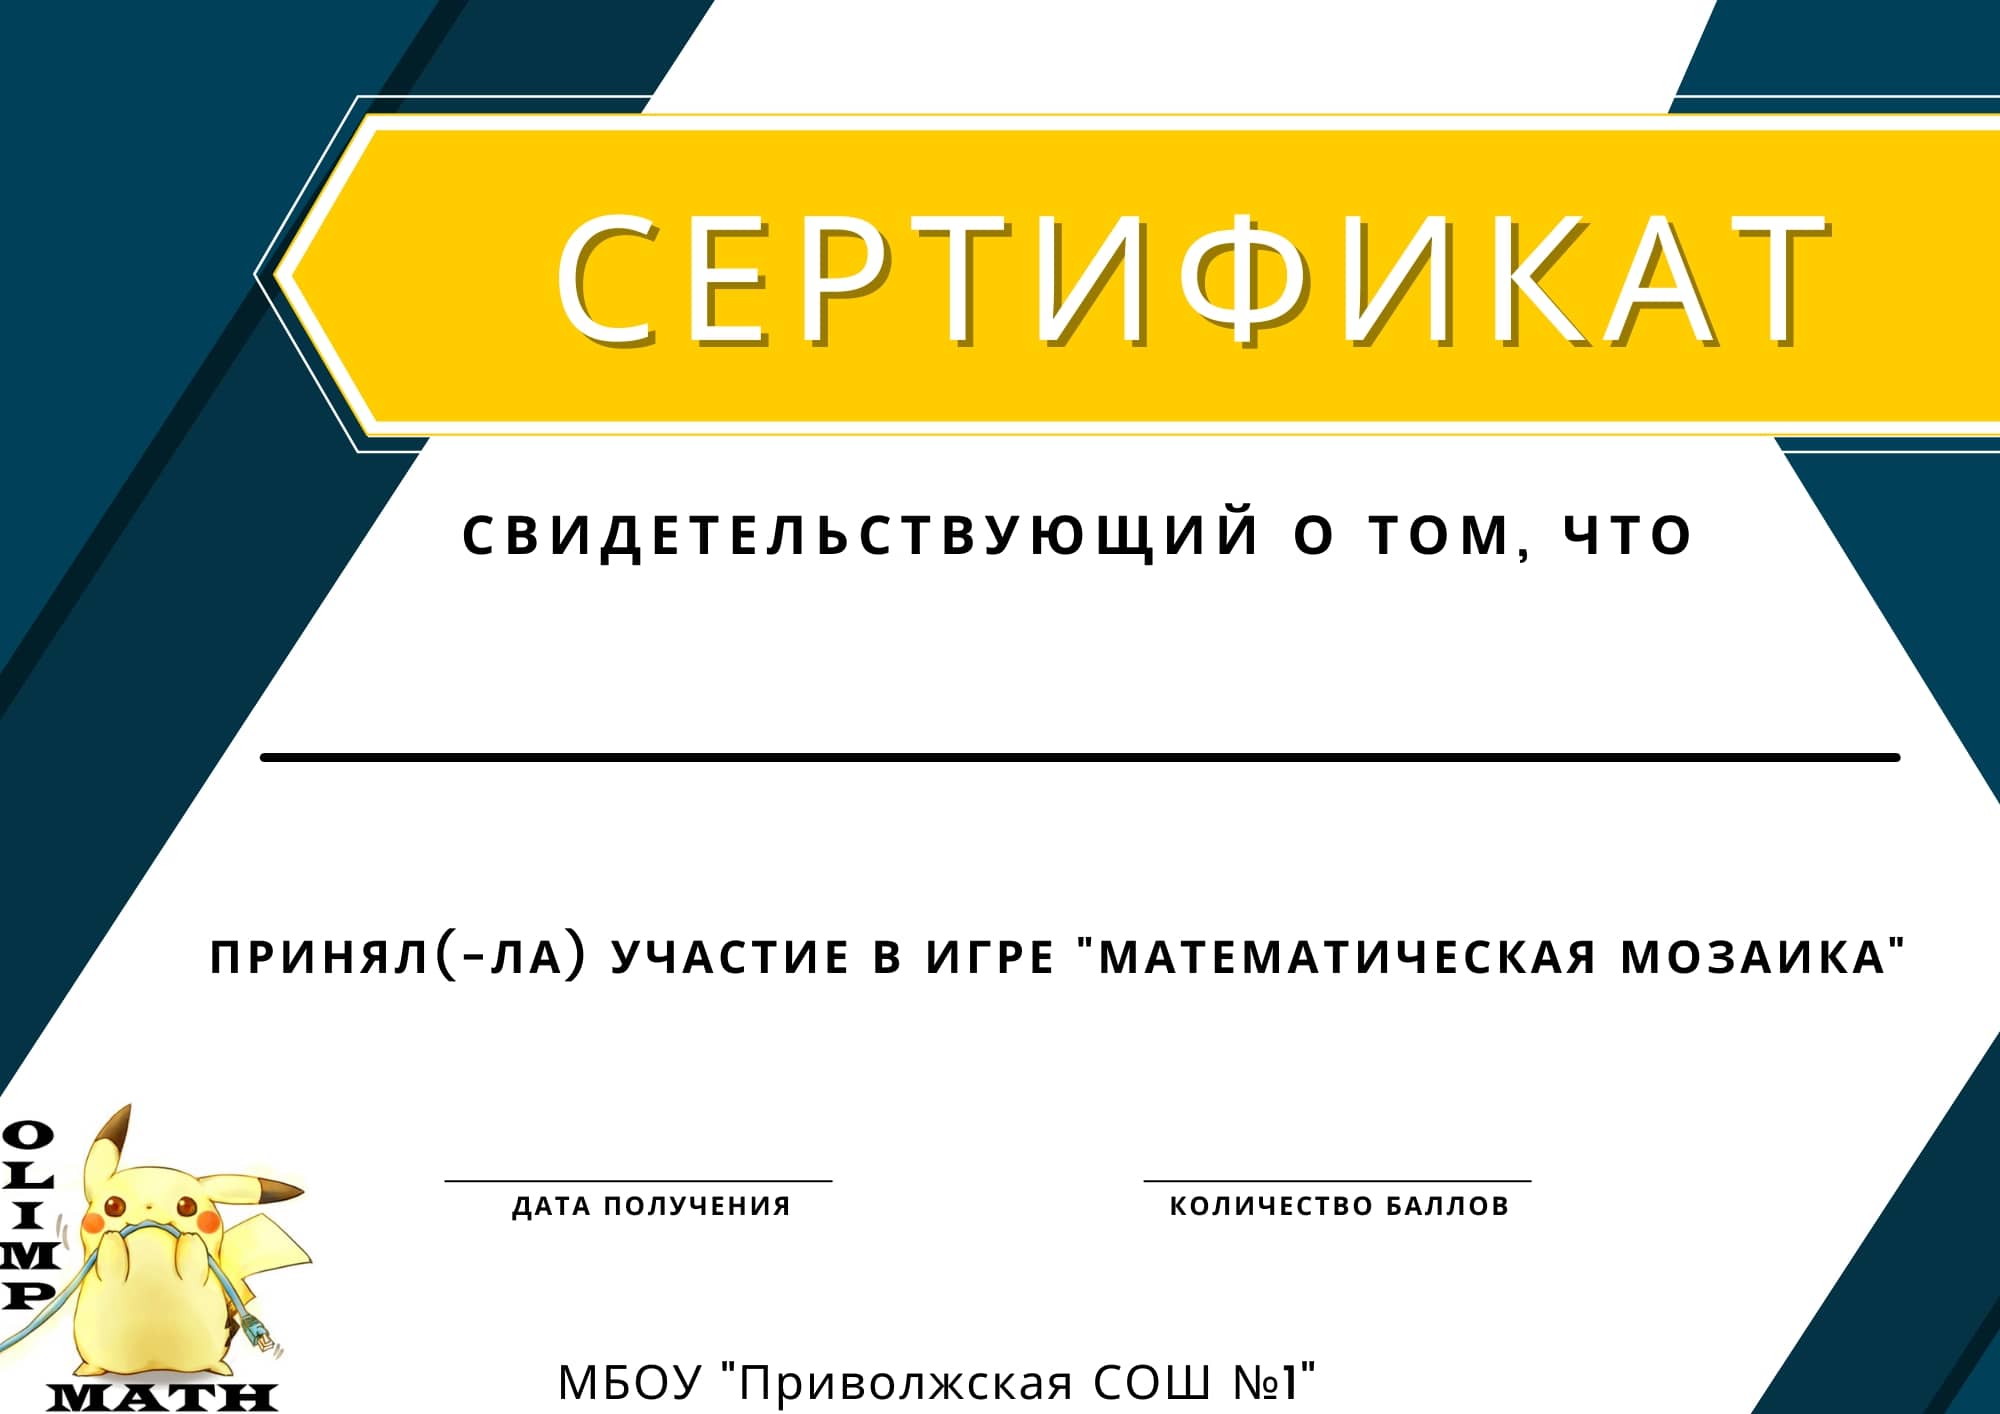 СЕРТИФИКАТ
СВИДЕТЕЛЬСТВУЮЩИЙ О ТОМ, ЧТО
ПРИНЯЛ(-ЛА) УЧАСТИЕ В ИГРЕ "МАТЕМАТИЧЕСКАЯ МОЗАИКА"
ДАТА ПОЛУЧЕНИЯ
КОЛИЧЕСТВО БАЛЛОВ
OLIMP
MATH
МБОУ "Приволжская СОШ №1"